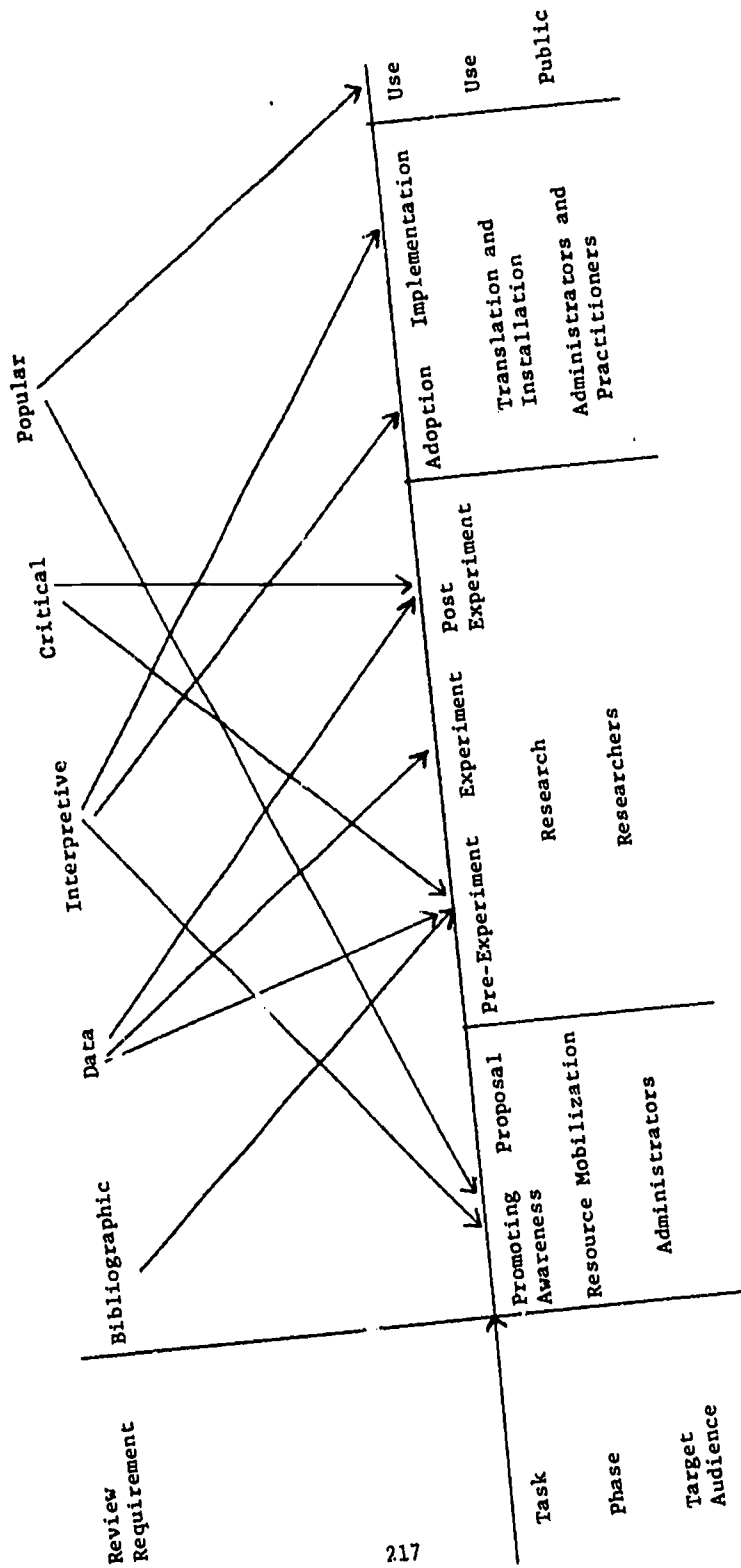 Review
Requirement
Bibliographic
Data
Interpretive
Critical
Popular
Task
Promoting
Awareness
Proposal
Pre-Experiment
Experiment
Post
Experiment
Adoption
Implementation
Use
Phase
Resource Mobilization
Research
Translation and
Installation
Use
Target
Audience
Administrators
Researchers
Administrators and
Practitioners
Public
217